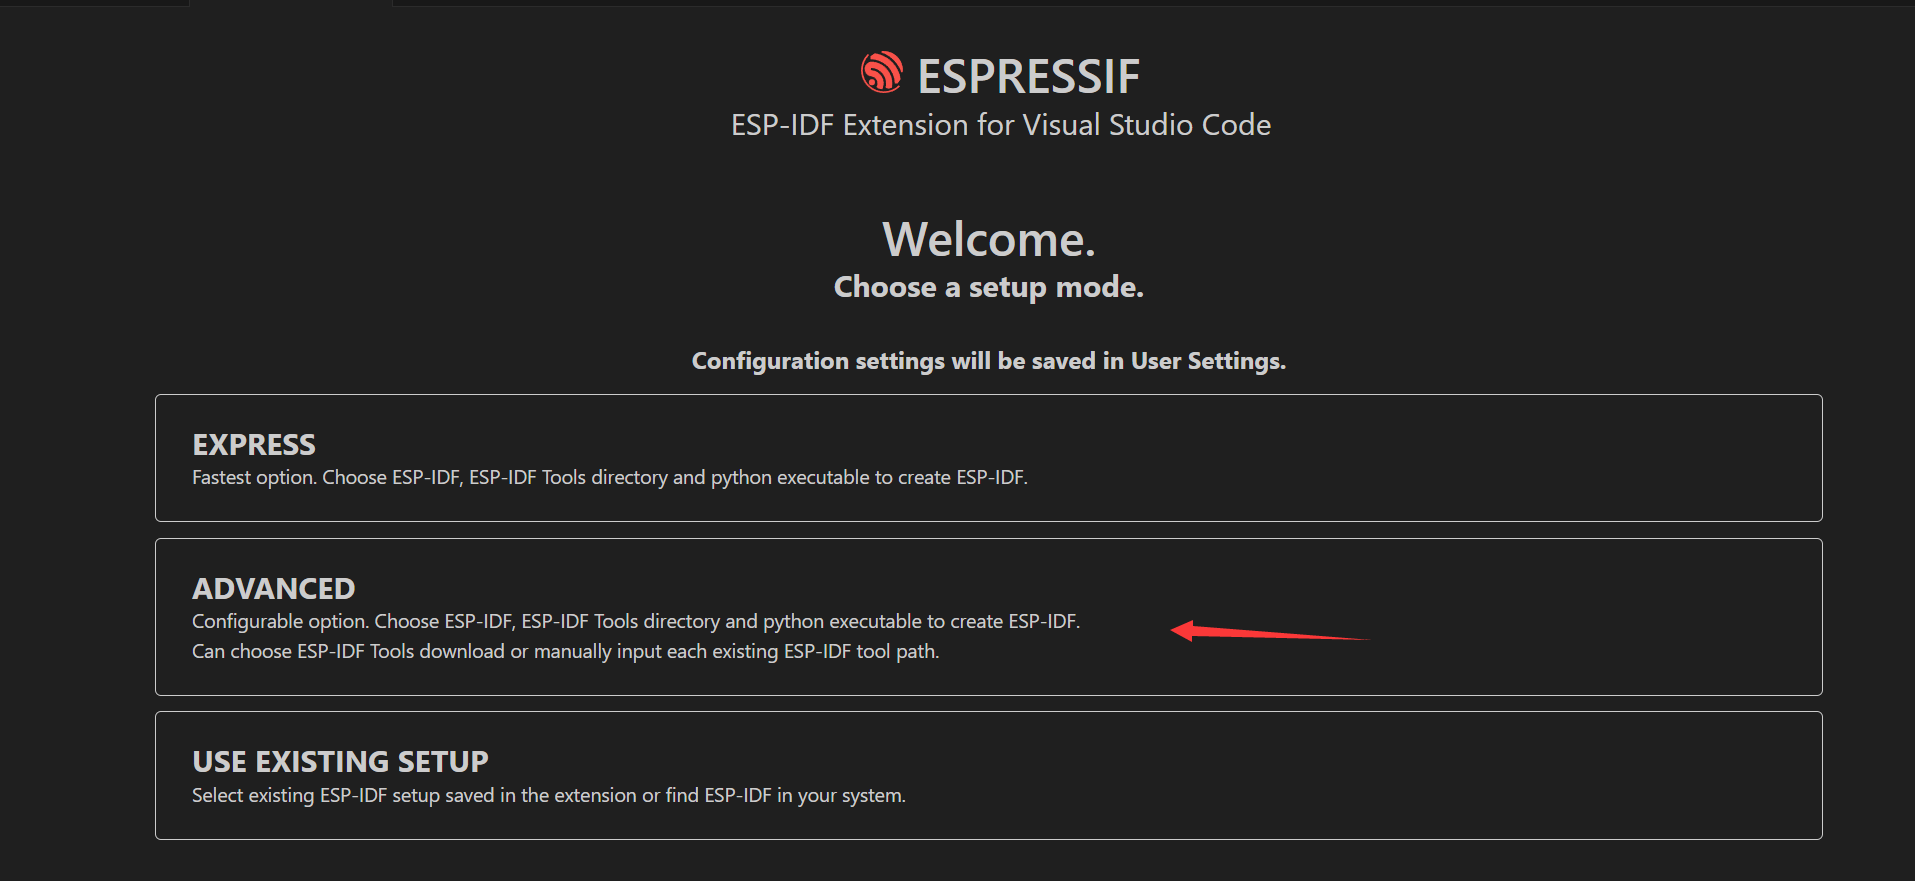 ESPRESSIF
ESP-IDF Extension for Visual Studio Code
Welcome.
Choose a setup mode.
Configuration settings will be saved in User Settings.
EXPRESS
Fastest option. Choose ESP-IDF, ESP-IDF Tools directory and python executable to create ESP-IDF.
ADVANCED
Configurable option. Choose ESP-IDF, ESP-IDF Tools directory and python executable to create ESP-IDF.
Can choose ESP-IDF Tools download or manually input each existing ESP-IDF tool path.
USE EXISTING SETUP
Select existing ESP-IDF setup saved in the extension or find ESP-IDF in your system.